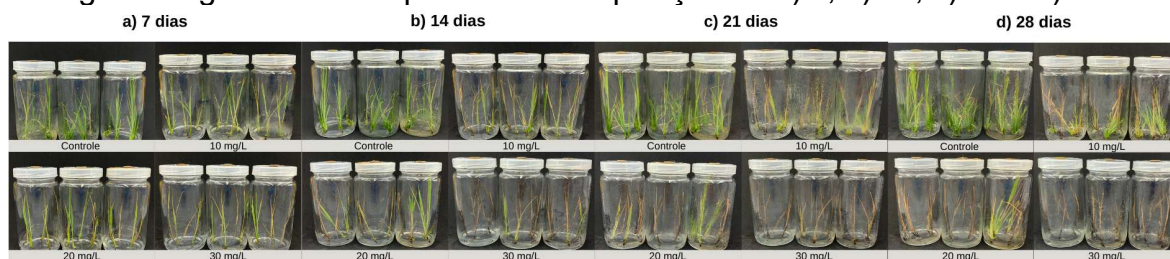 a) 7 dias
b) 14 dias
c) 21 dias
d) 28 dias
Controle
10 mg/L
Controle
10 mg/L
Controle
10 mg/L
Controle
10 mg/L
20 mg/L
30 mg/L
20 mg/L
30 mg/L
20 mg/L
30 mg/L
20 mg/L
30 mg/L